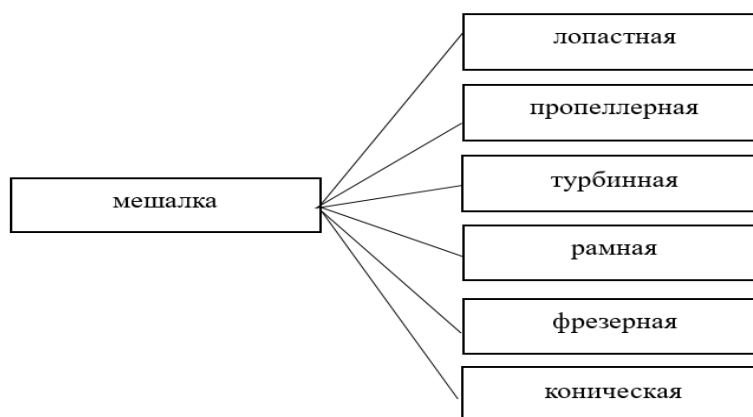 лопастная
пропеллерная
турбинная
мешалка
рамная
фрезерная
коническая